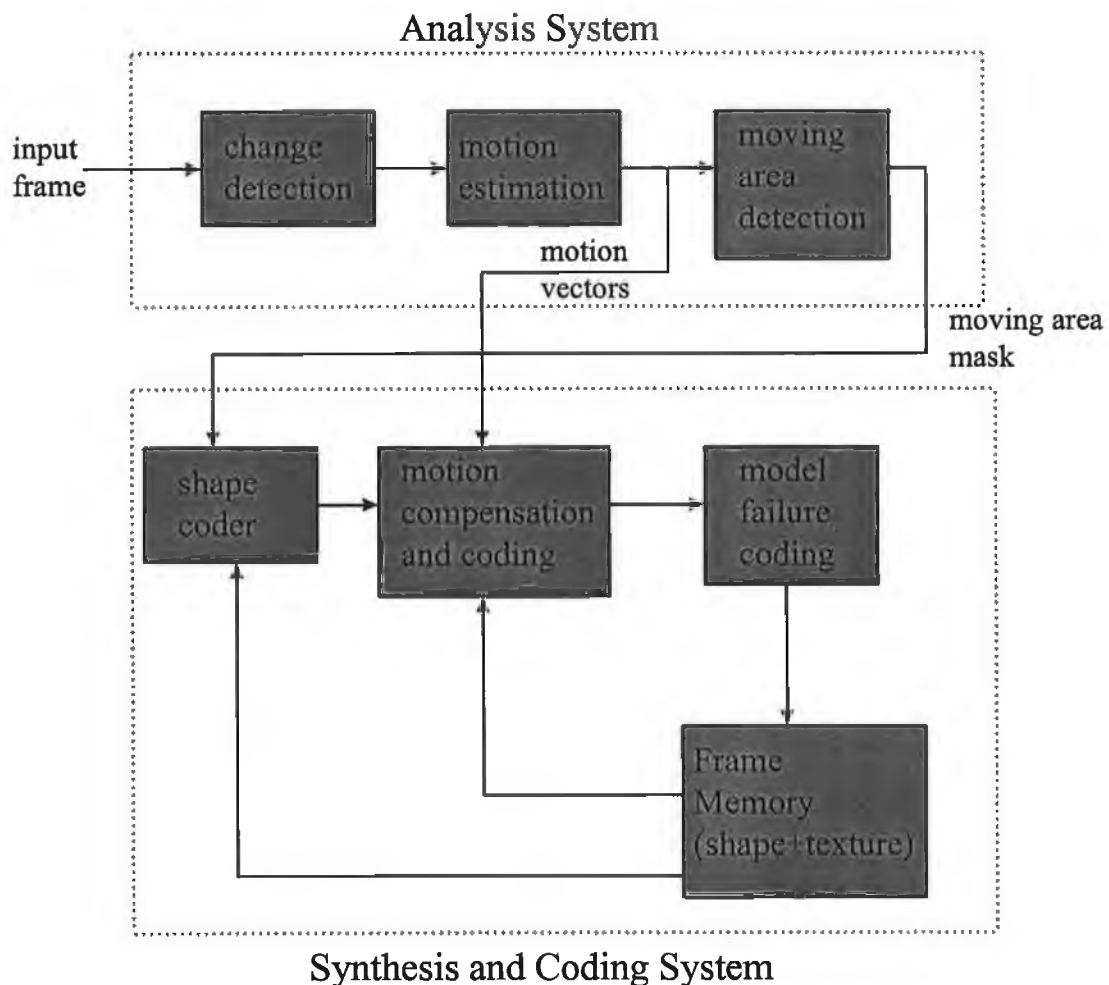 Analysis System
input
frame
change
detection
motion
estimation
moving
area
detection
motion
vectors
moving area
mask
shape
coder
motion
compensation
and coding
model
failure
coding
Frame
Memory
(shape+texture)
Synthesis and Coding System